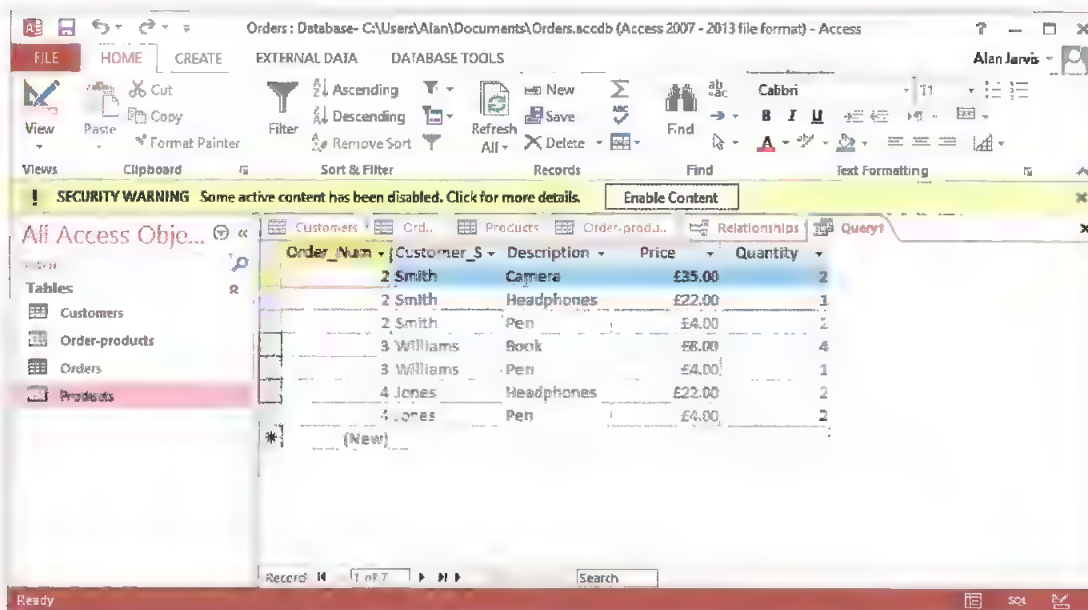 Orders : Database- C:\Users\Alan\Documents\Orders.accdb (Access 2007 - 2013 file format) - Access
FILE HOME CREATE EXTERNAL DATA DATABASE TOOLS Alan Jarvis
View Paste Cut Copy Format Painter
Filter Ascending Descending Remove Sort
Refresh All New Save Delete
Find Calibri 11
B I U
Views Clipboard Sort & Filter Records Find Text Formatting
! SECURITY WARNING Some active content has been disabled. Click for more details. Enable Content
All Access Obje...
Tables
Customers
Order-products
Orders
Products
Customers Ord.. Products Order-produ.. Relationships Query1
Order_Num Customer_S Description Price Quantity
2 Smith Camera £35.00 2
2 Smith Headphones £22.00 1
2 Smith Pen £4.00 2
3 Williams Book £8.00 4
3 Williams Pen £4.00 1
4 Jones Headphones £22.00 2
4 Jones Pen £4.00 2
(New)
Record 1 of 7 Search
Ready SQL